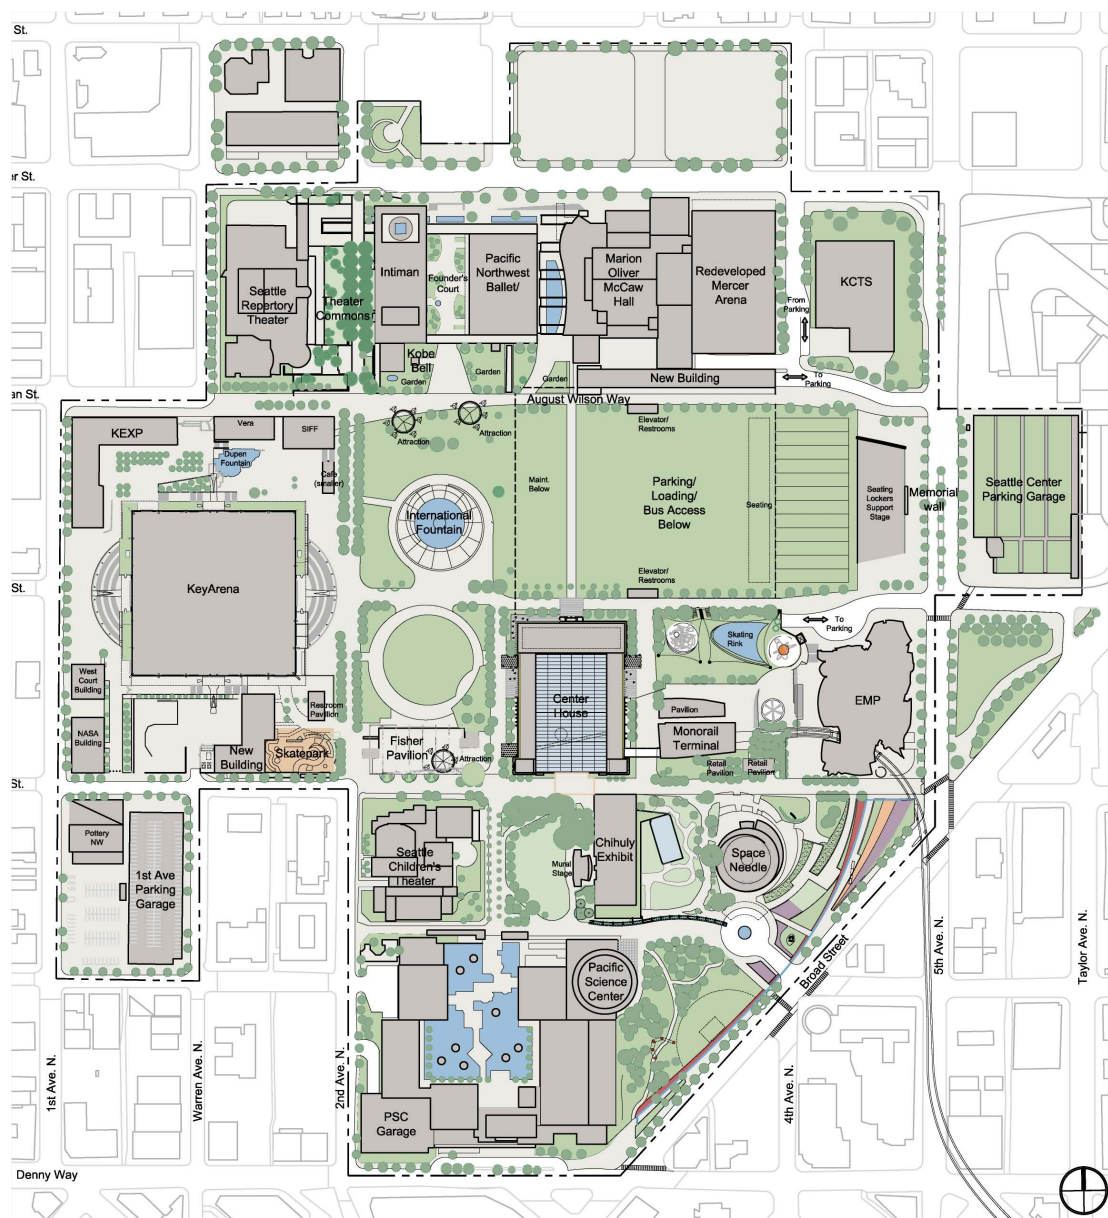 St.
er St.
Intiman
Founder's
Court
Pacific
Northwest
Ballet/
Marion
Oliver
McCaw
Hall
Redeveloped
Mercer
Arena
KCTS
Seattle
Repertory
Theater
Theater
Commons
From
Parking
Kobe
Bell
Garden
Garden
Garden
New Building
To
Parking
an St.
August Wilson Way
KEXP
Vera
SIFF
Attraction
Attraction
Elevator/
Restrooms
Dupen
Fountain
Cafe
(smaller)
Maint.
Below
Parking/
Loading/
Bus Access
Below
Seating
Seating
Lockers
Support
Stage
Memorial
wall
Seattle Center
Parking Garage
International
Fountain
KeyArena
Elevator/
Restrooms
St.
To
Parking
Skating
Rink
West
Court
Building
Restroom
Pavilion
Center
House
Pavilion
EMP
NASA
Building
New
Building
Skatepark
Fisher
Pavilion
Attraction
Monorail
Terminal
Retail
Pavilion
Retail
Pavilion
St.
Pottery
NW
1st Ave
Parking
Garage
Seattle
Children's
Theater
Mural
Stage
Chihuly
Exhibit
Space
Needle
Pacific
Science
Center
Broad Street
5th Ave. N.
Taylor Ave. N.
1st Ave. N.
Warren Ave. N.
2nd Ave. N.
4th Ave. N.
PSC
Garage
Denny Way